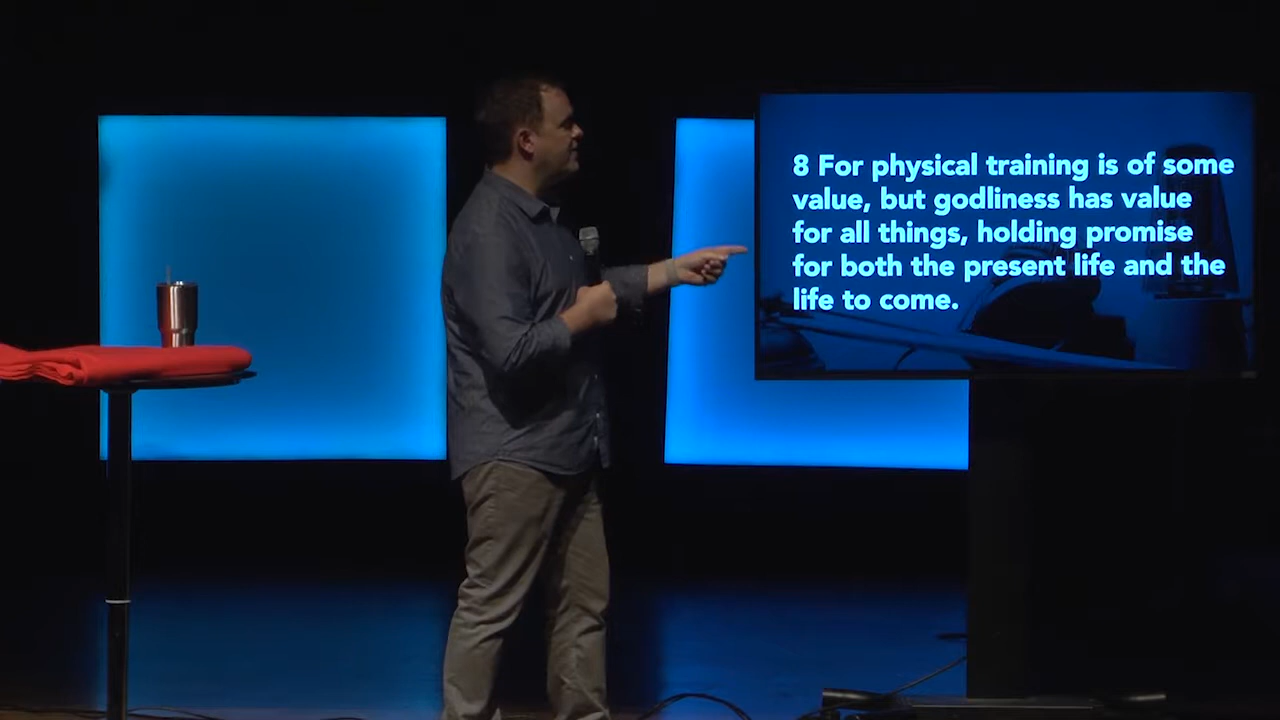 8 For physical training is of some
value, but godliness has value
for all things, holding promise
for both the present life and the
life to come.